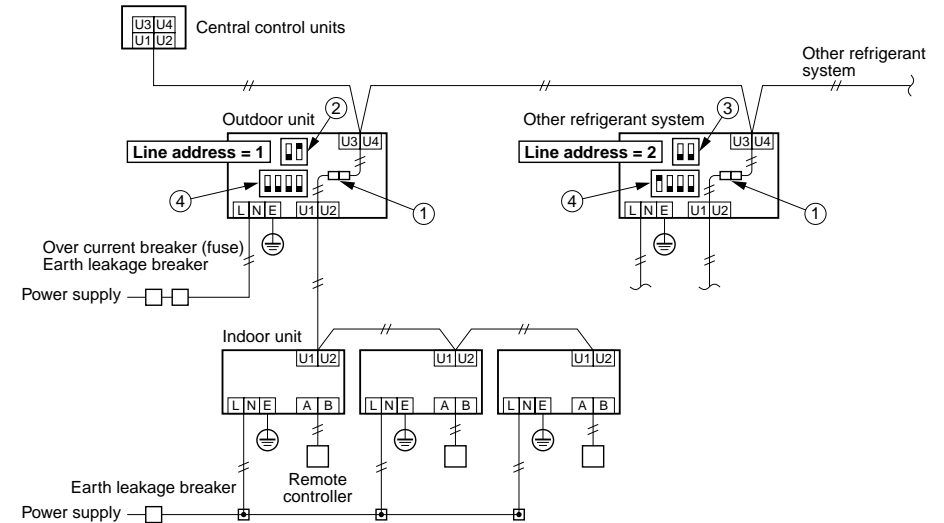 U3 U4
U1 U2
Central control units
Other refrigerant
system
Outdoor unit
2
U3 U4
Line address = 1
4
1
L N E
U1 U2
Other refrigerant system
3
U3 U4
Line address = 2
4
1
L N E
U1 U2
Over current breaker (fuse)
Earth leakage breaker
Power supply
Indoor unit
U1 U2
U1 U2
U1 U2
L N E
A B
L N E
A B
L N E
A B
Remote
controller
Earth leakage breaker
Power supply